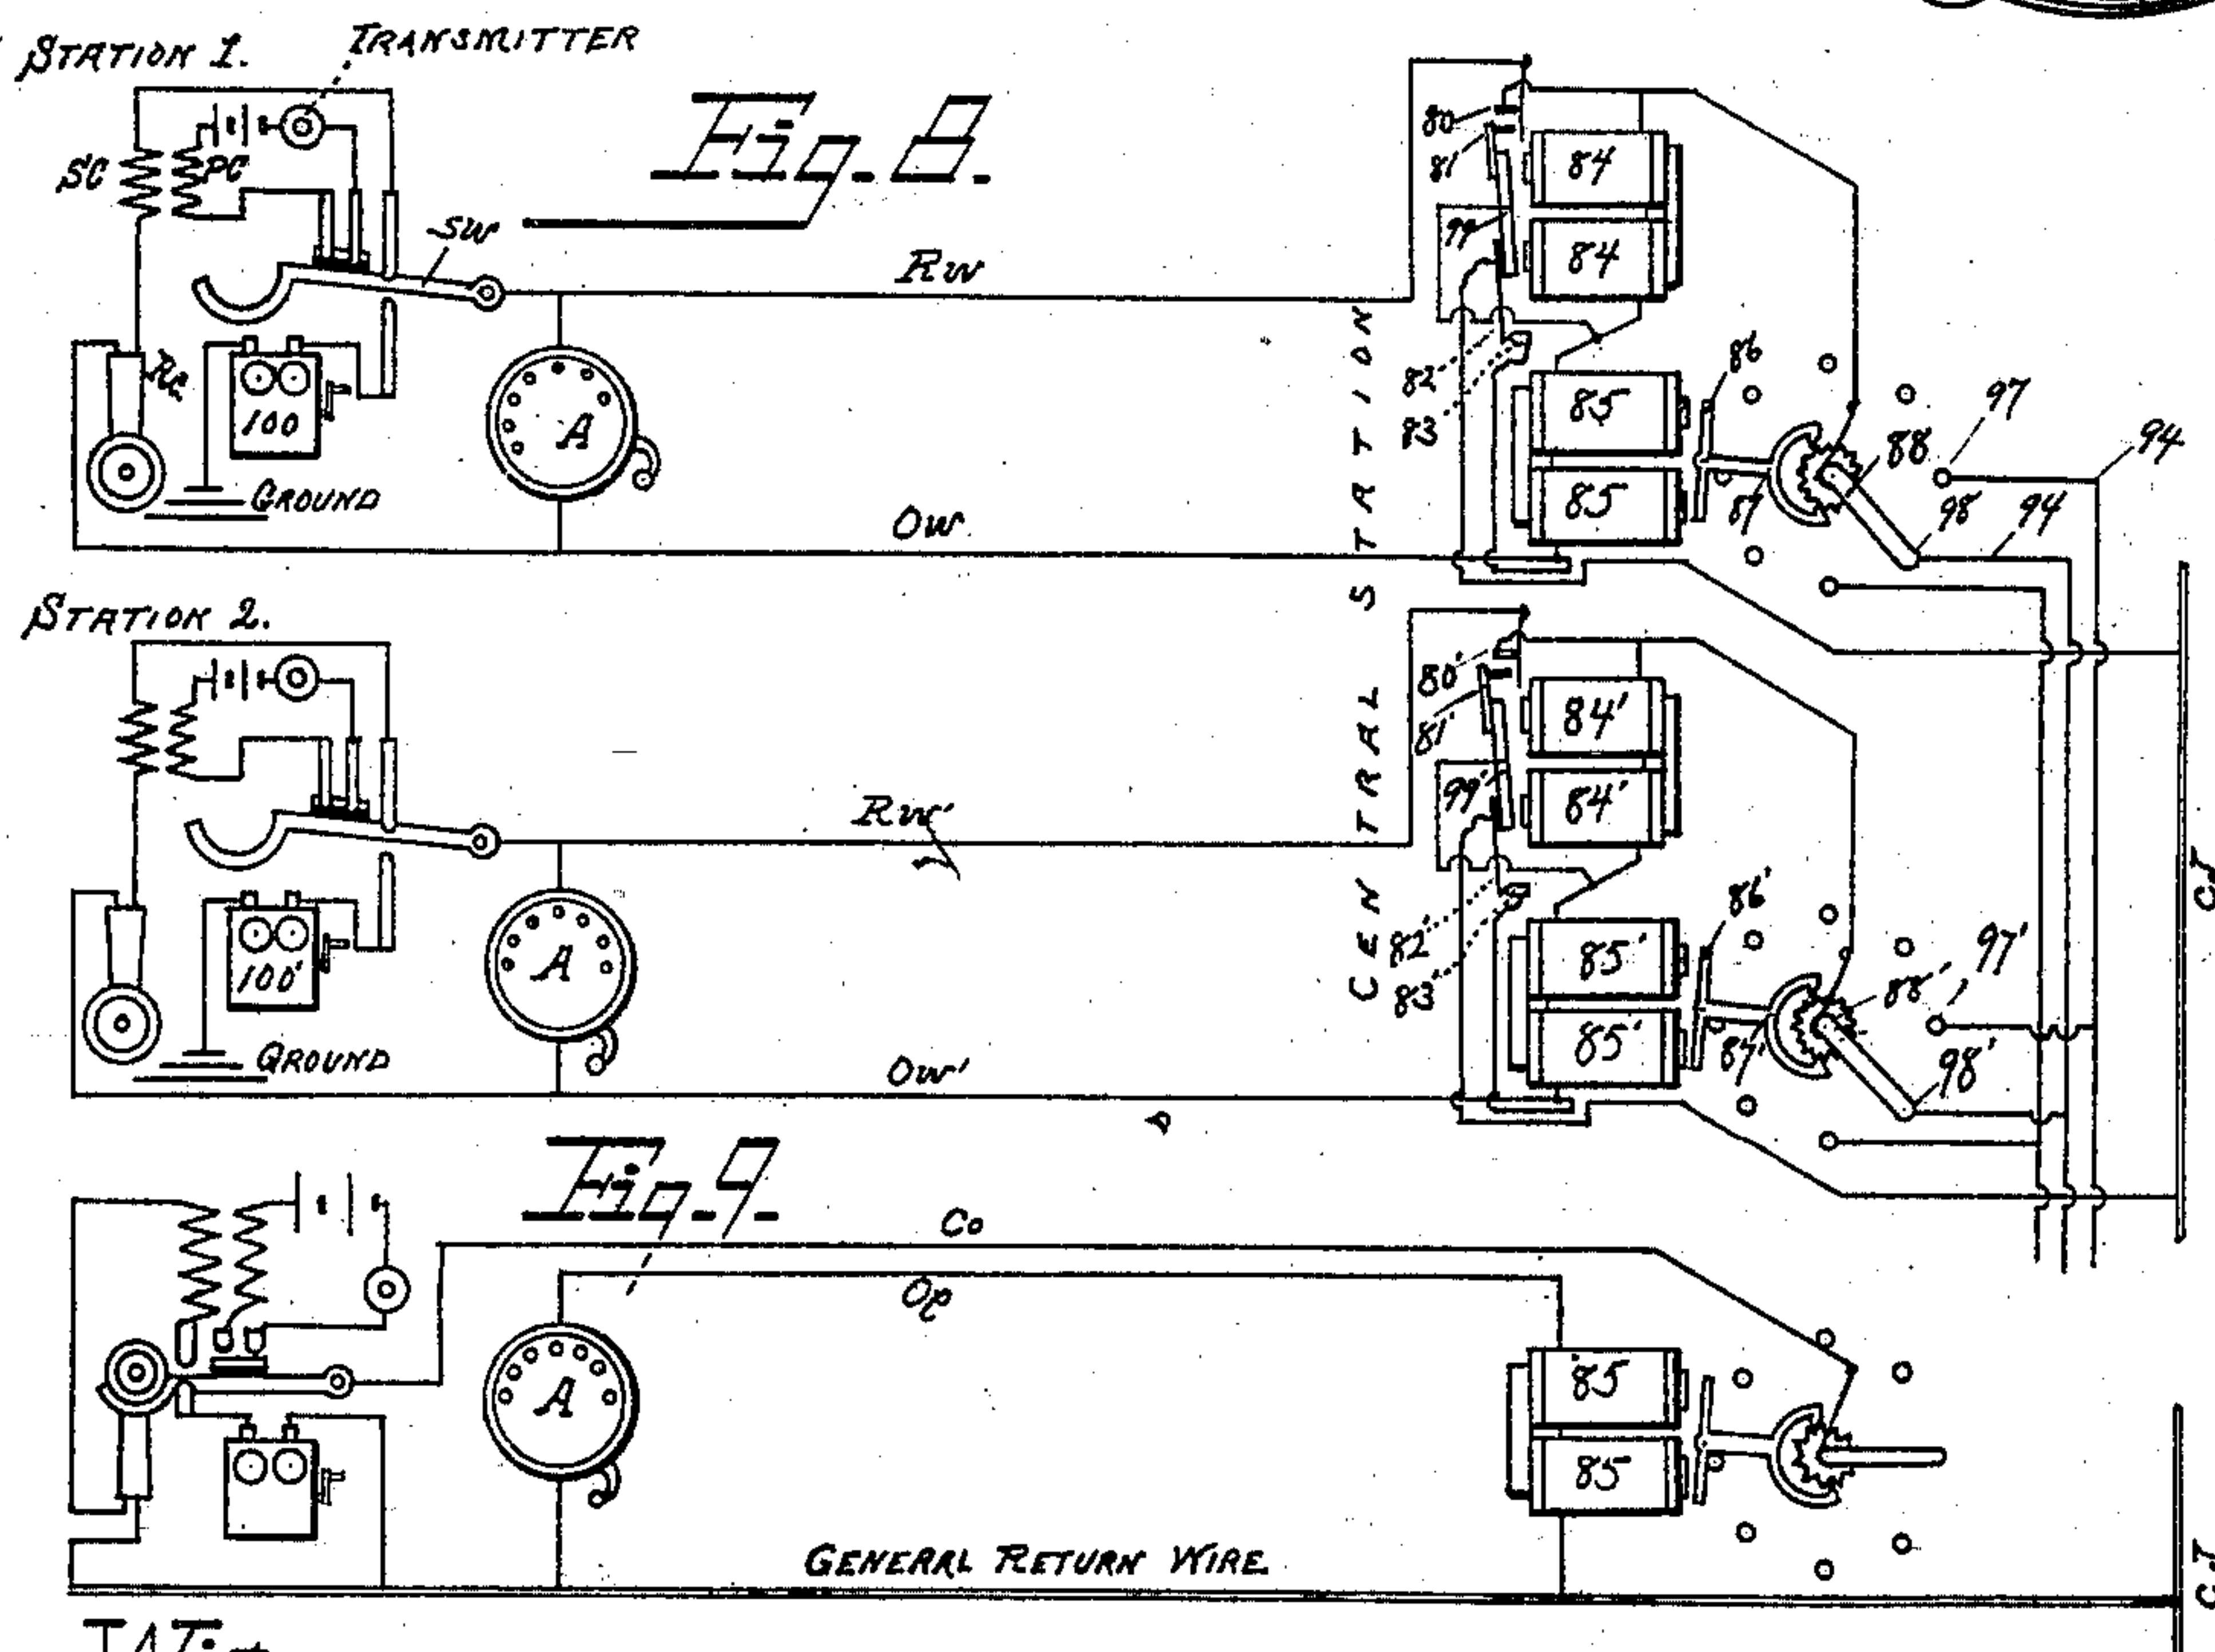 STATION 1.
TRANSMITTER
Fig. 8.
SC
PC
SW
RW
Re
100
A
GROUND
OW
80
81
99
84
84
82
83
85
85
86
87
88
97
94
98
94
CENTRAL STATION
STATION 2.
RW'
100'
A
GROUND
OW'
80'
81'
99'
84'
84'
82'
83'
85'
85'
86'
87'
88'
97'
98'
C.T
Fig. 9.
Co
Op
A
85
85
GENERAL RETURN WIRE
C.T